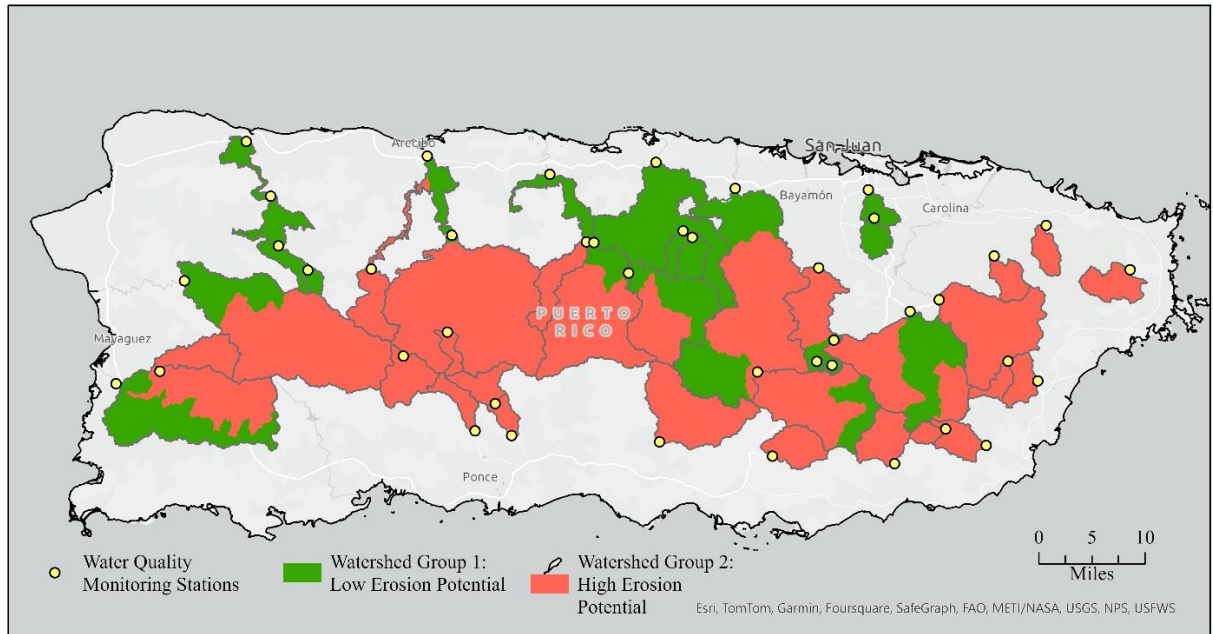 San Juan
Arecibo
Bayamón
Carolina
PUERTO
RICO
Mayaguez
Ponce
0 5 10
Miles
Water Quality
Monitoring Stations
Watershed Group 1:
Low Erosion Potential
Watershed Group 2:
High Erosion
Potential
Esri, TomTom, Garmin, Foursquare, SafeGraph, FAO, METI/NASA, USGS, NPS, USFWS